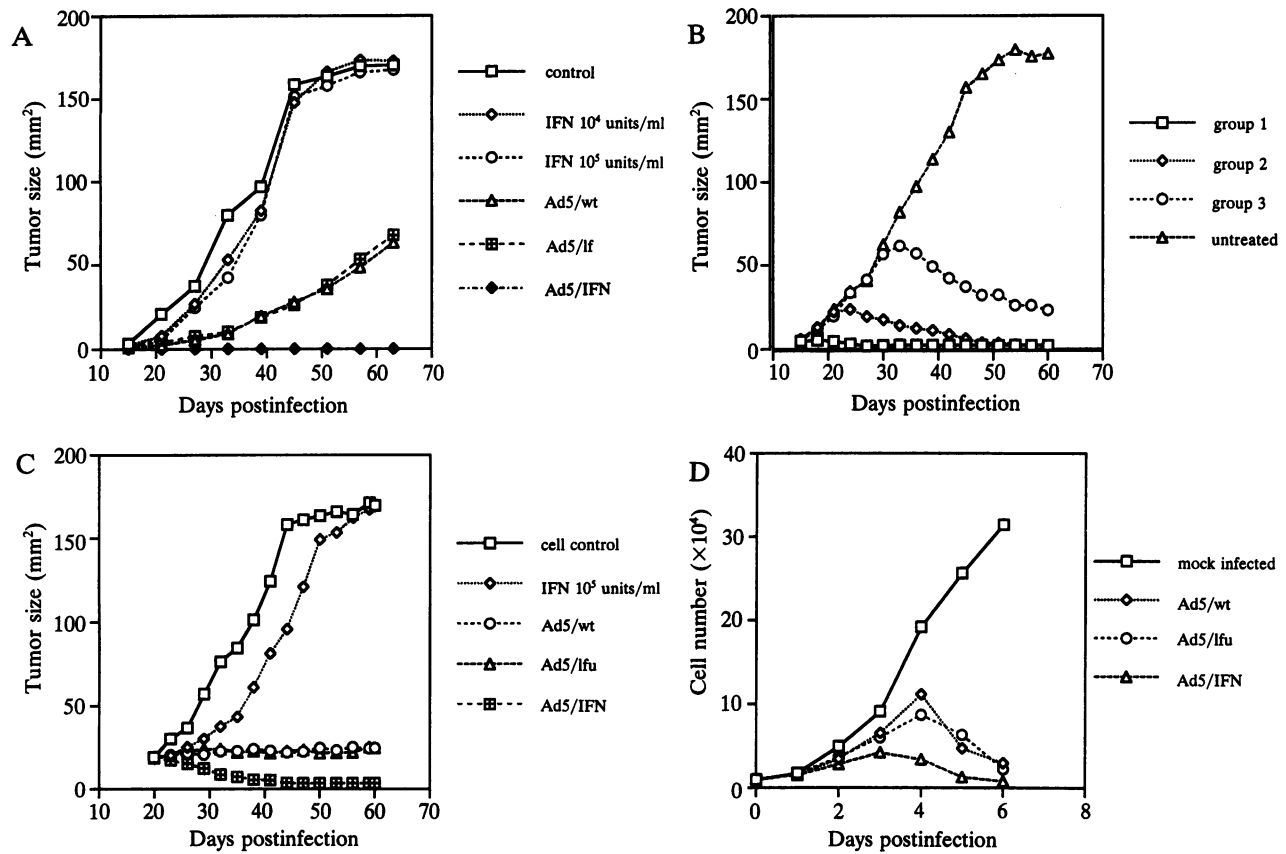 A
Tumor size (mm²)
200
150
100
50
0
10 20 30 40 50 60 70
Days postinfection
control
IFN 10⁴ units/ml
IFN 10⁵ units/ml
Ad5/wt
Ad5/lf
Ad5/IFN
B
Tumor size (mm²)
200
150
100
50
0
10 20 30 40 50 60 70
Days postinfection
group 1
group 2
group 3
untreated
C
Tumor size (mm²)
200
150
100
50
0
10 20 30 40 50 60 70
Days postinfection
cell control
IFN 10⁵ units/ml
Ad5/wt
Ad5/lfu
Ad5/IFN
D
Cell number (×10⁴)
40
30
20
10
0
0 2 4 6 8
Days postinfection
mock infected
Ad5/wt
Ad5/lfu
Ad5/IFN